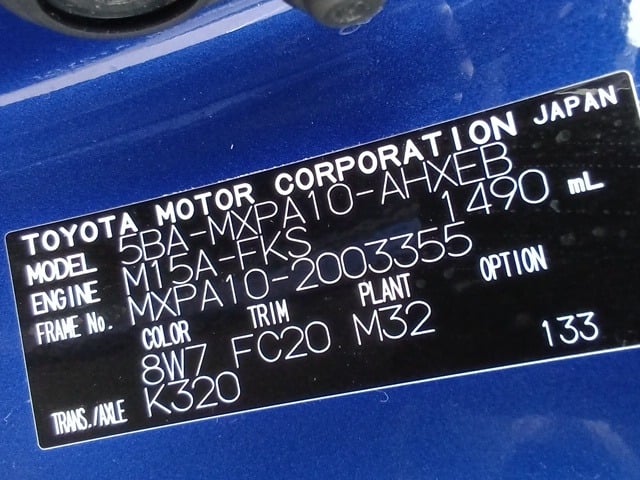 TOYOTA MOTOR CORPORATION JAPAN
MODEL 5BA-MXPA10-AHXEB
ENGINE M15A-FKS 1490 mL
FRAME No. MXPA10-2003355
COLOR TRIM PLANT OPTION
8W7 FC20 M32
TRANS./AXLE K320 133